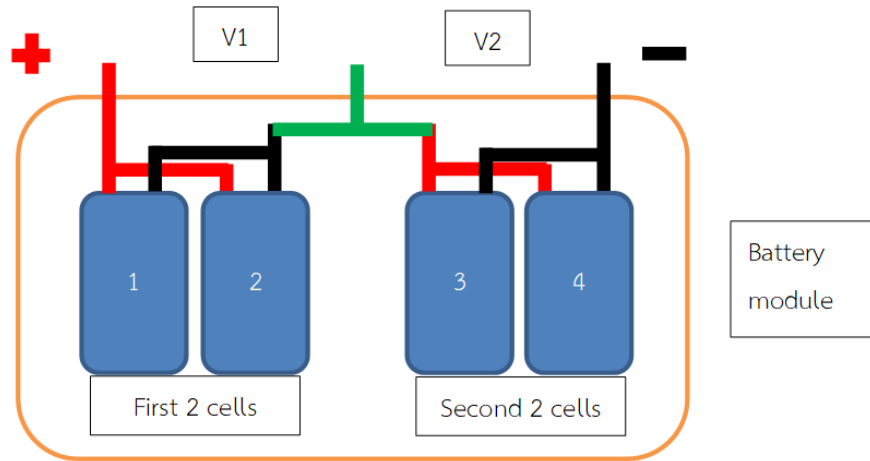 V1
V2
1
2
3
4
Battery
module
First 2 cells
Second 2 cells